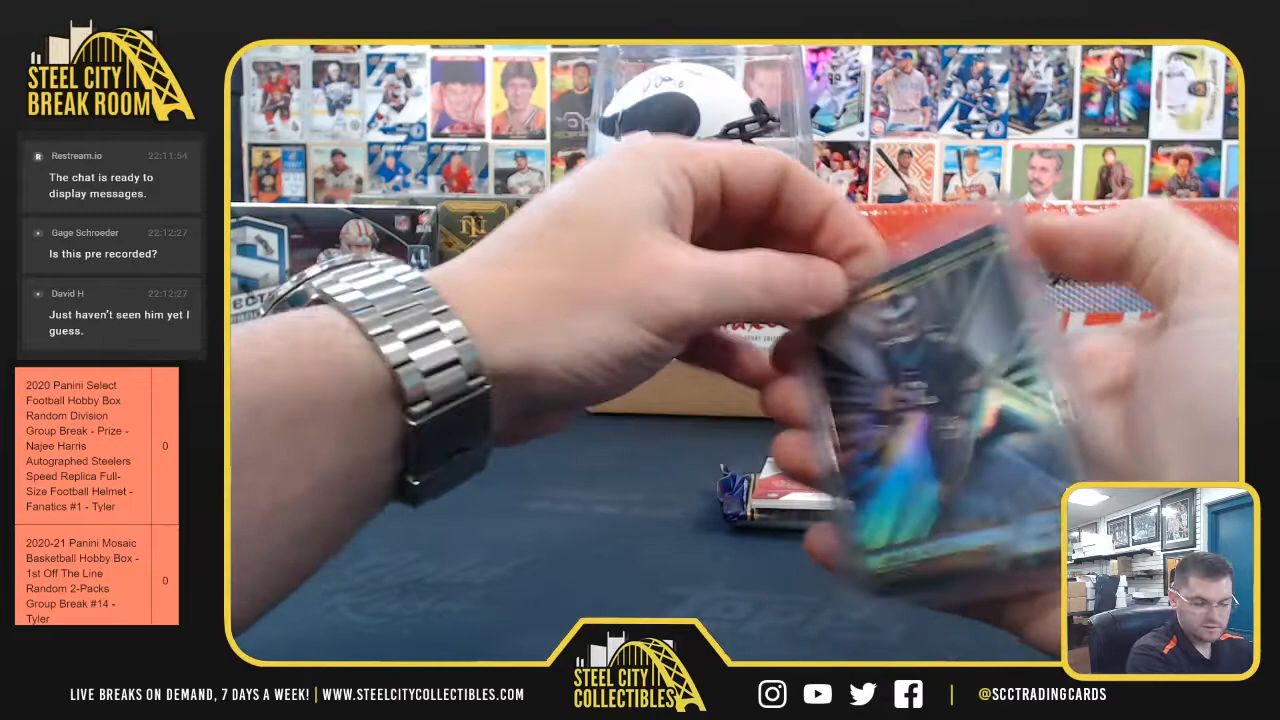 STEEL CITY
BREAK ROOM
Restream.io 22:11:54
The chat is ready to
display messages.
Gage Schroeder 22:12:27
Is this pre recorded?
David H 22:12:27
Just haven't seen him yet I
guess.
2020 Panini Select
Football Hobby Box
Random Division
Group Break - Prize -
Najee Harris
Autographed Steelers
Speed Replica Full-
Size Football Helmet -
Fanatics #1 - Tyler
0
2020-21 Panini Mosaic
Basketball Hobby Box -
1st Off The Line
Random 2-Packs
Group Break #14 -
Tyler
0
STEEL CITY
COLLECTIBLES
LIVE BREAKS ON DEMAND, 7 DAYS A WEEK! | WWW.STEELCITYCOLLECTIBLES.COM
| @SCCTRADINGCARDS